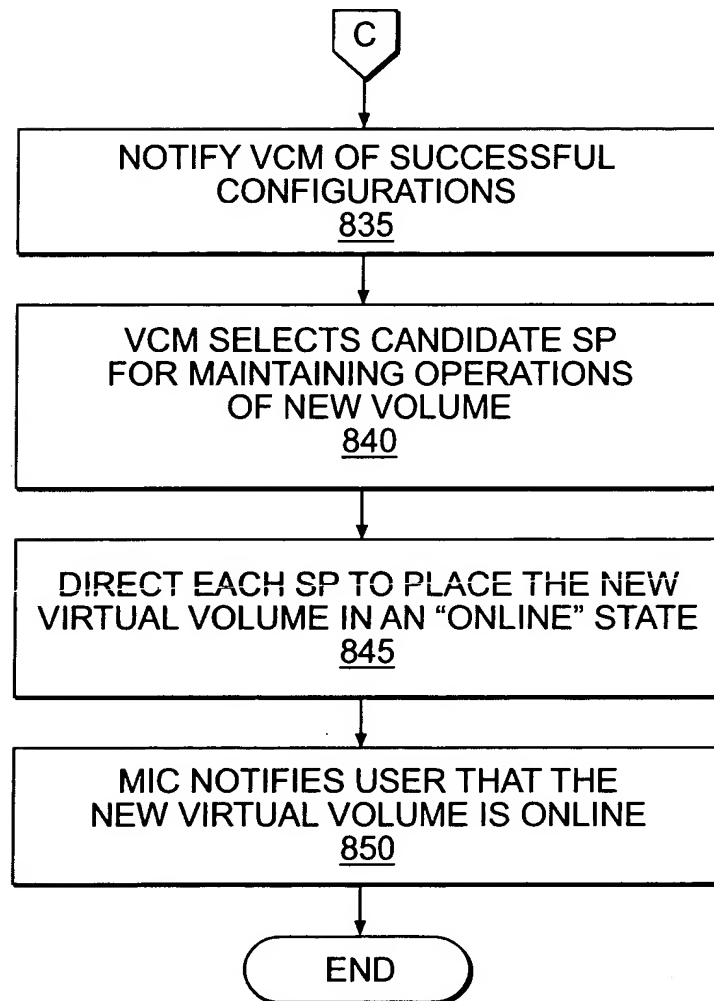 C
NOTIFY VCM OF SUCCESSFUL
CONFIGURATIONS
835
VCM SELECTS CANDIDATE SP
FOR MAINTAINING OPERATIONS
OF NEW VOLUME
840
DIRECT EACH SP TO PLACE THE NEW
VIRTUAL VOLUME IN AN “ONLINE” STATE
845
MIC NOTIFIES USER THAT THE
NEW VIRTUAL VOLUME IS ONLINE
850
END